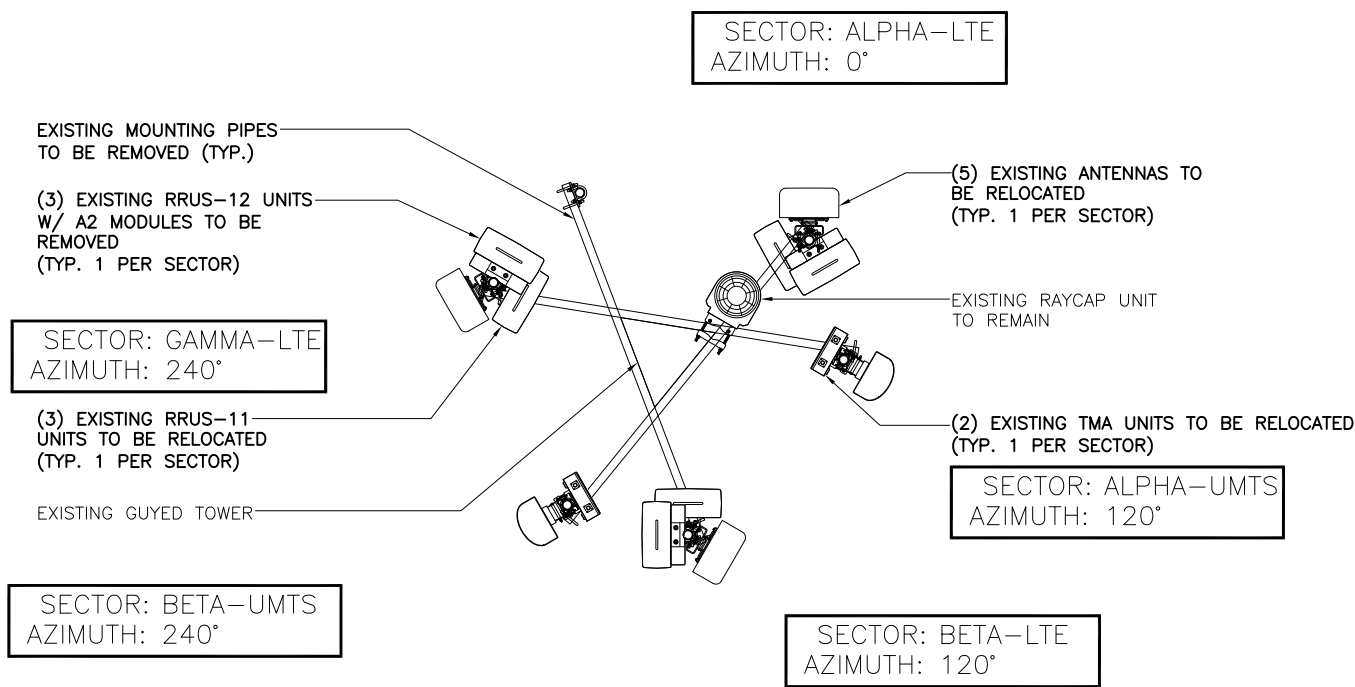 SECTOR: ALPHA-LTE
AZIMUTH: 0°
EXISTING MOUNTING PIPES
TO BE REMOVED (TYP.)
(3) EXISTING RRUS-12 UNITS
W/ A2 MODULES TO BE
REMOVED
(TYP. 1 PER SECTOR)
(5) EXISTING ANTENNAS TO
BE RELOCATED
(TYP. 1 PER SECTOR)
EXISTING RAYCAP UNIT
TO REMAIN
SECTOR: GAMMA-LTE
AZIMUTH: 240°
(3) EXISTING RRUS-11
UNITS TO BE RELOCATED
(TYP. 1 PER SECTOR)
(2) EXISTING TMA UNITS TO BE RELOCATED
(TYP. 1 PER SECTOR)
SECTOR: ALPHA-UMTS
AZIMUTH: 120°
EXISTING GUYED TOWER
SECTOR: BETA-UMTS
AZIMUTH: 240°
SECTOR: BETA-LTE
AZIMUTH: 120°